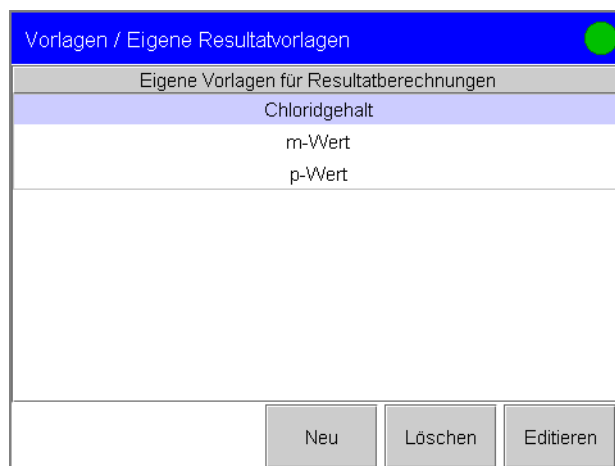 Vorlagen / Eigene Resultatvorlagen
Eigene Vorlagen für Resultatberechnungen
Chloridgehalt
m-Wert
p-Wert
Neu Löschen Editieren